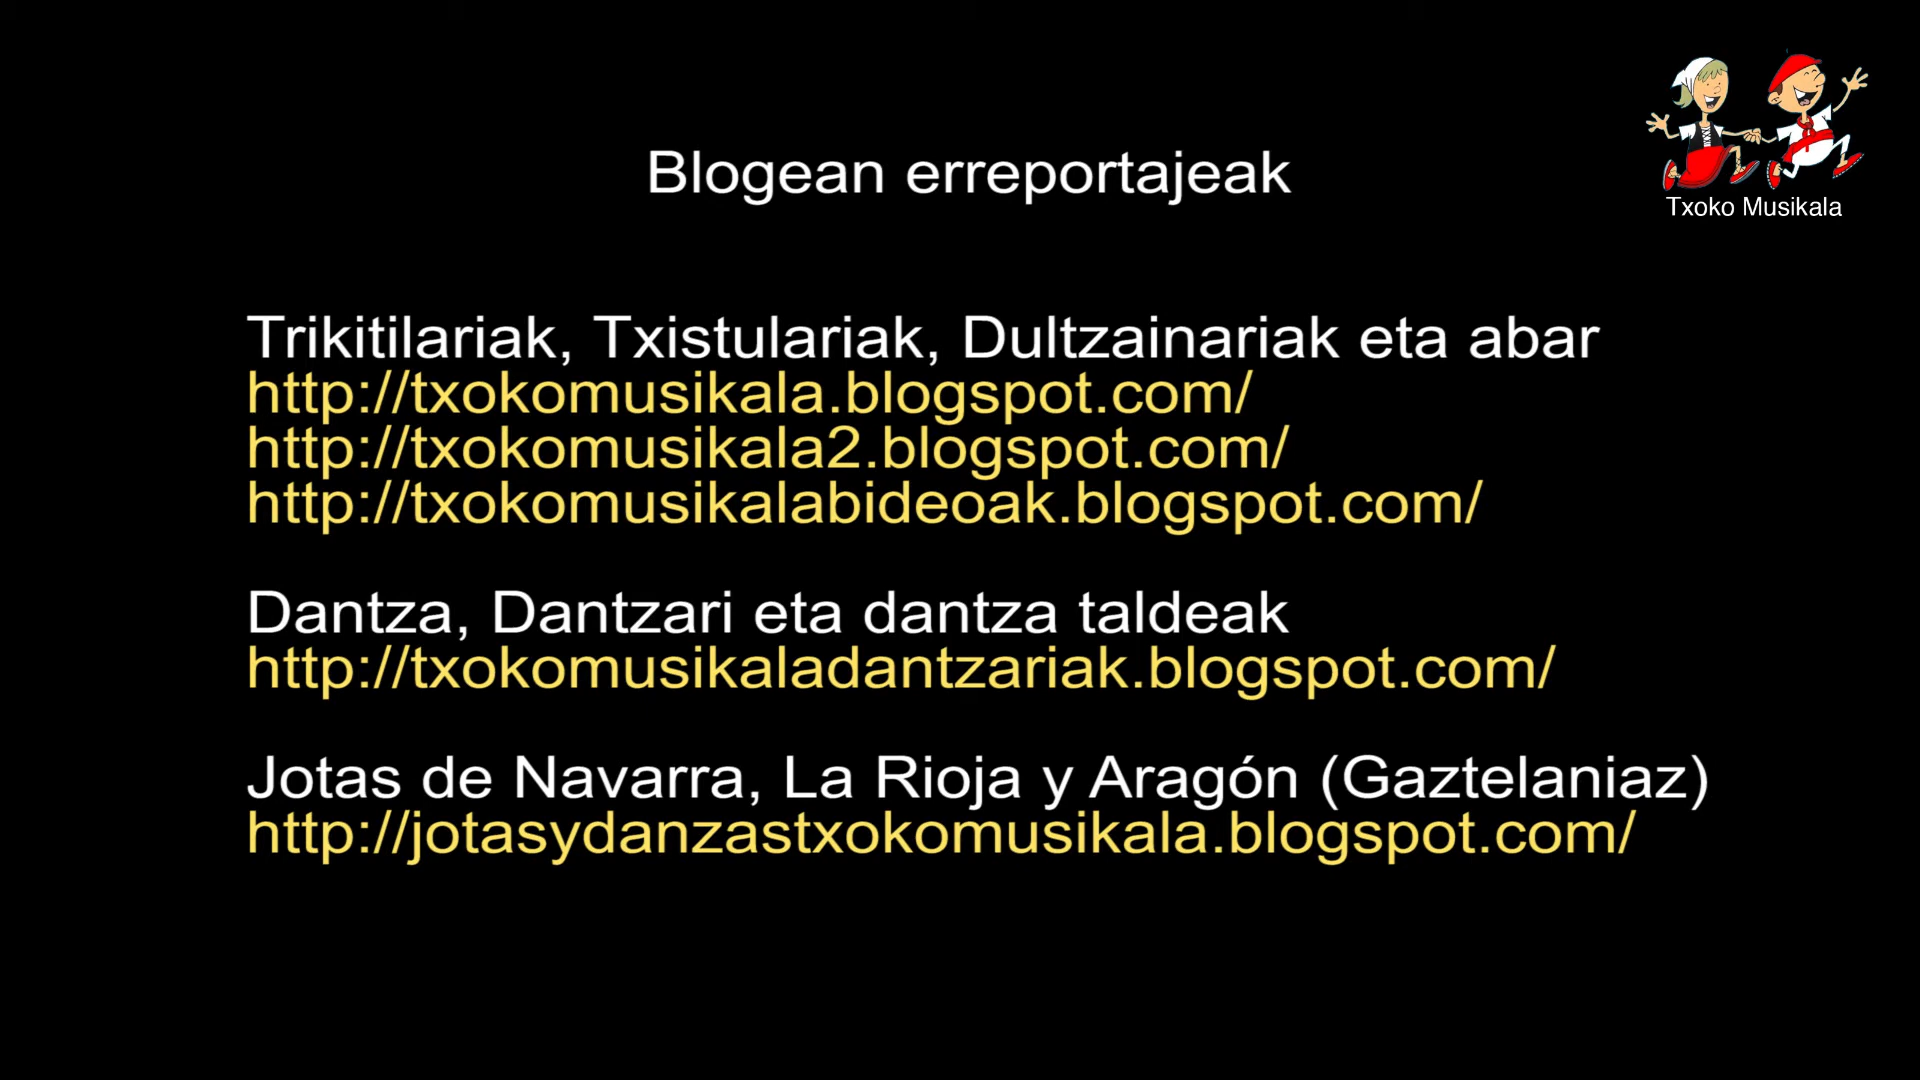 Blogean erreportajeak
Txoko Musikala
Trikitilariak, Txistulariak, Dultzainariak eta abar
http://txokomusikala.blogspot.com/
http://txokomusikala2.blogspot.com/
http://txokomusikalabideoak.blogspot.com/
Dantza, Dantzari eta dantza taldeak
http://txokomusikaladantzariak.blogspot.com/
Jotas de Navarra, La Rioja y Aragón (Gaztelaniaz)
http://jotasydanzastxokomusikala.blogspot.com/